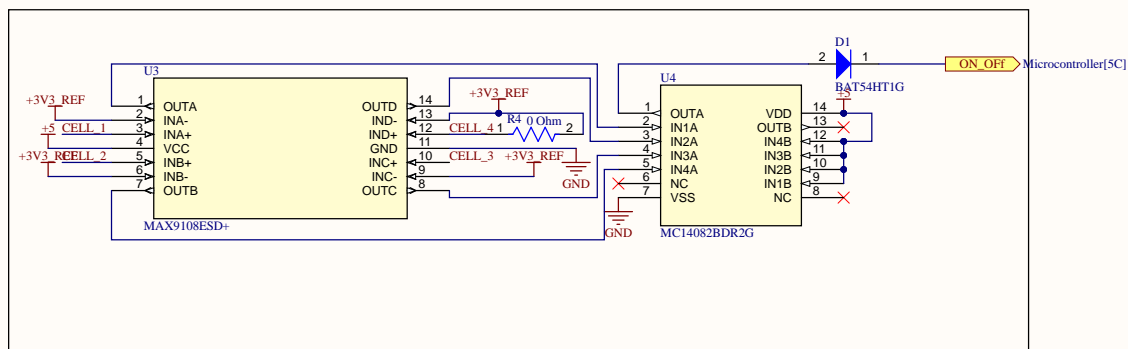 D1
2
1
ON_OFf
Microcontroller[5C]
BAT54HT1G
U3
+3V3_REF
CELL_1
+5
CELL_2
+3V3_REF
1 OUTA
2 INA-
3 INA+
4 VCC
5 INB+
6 INB-
7 OUTB
OUTD 14
IND- 13
IND+ 12
GND 11
INC+ 10
INC- 9
OUTC 8
MAX9108ESD+
+3V3_REF
CELL_4
1
R4
0 Ohm
2
CELL_3
+3V3_REF
GND
U4
+5
1 OUTA
2 IN1A
3 IN2A
4 IN3A
5 IN4A
6 NC
7 VSS
VDD 14
OUTB 13
IN4B 12
IN3B 11
IN2B 10
IN1B 9
NC 8
GND
MC14082BDR2G